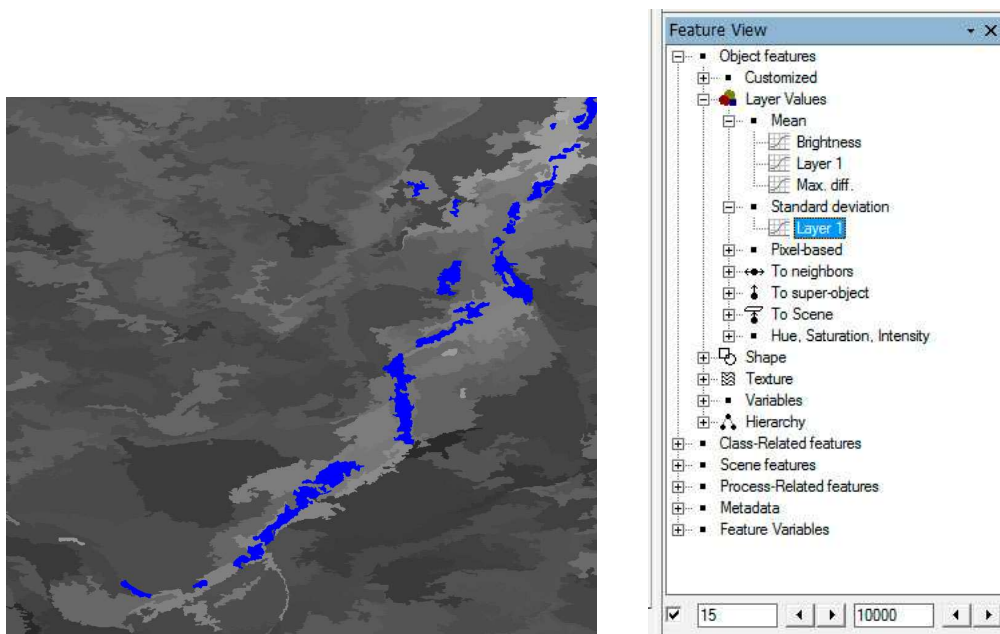 Feature View
Object features
Customized
Layer Values
Mean
Brightness
Layer 1
Max. diff.
Standard deviation
Layer 1
Pixel-based
To neighbors
To super-object
To Scene
Hue, Saturation, Intensity
Shape
Texture
Variables
Hierarchy
Class-Related features
Scene features
Process-Related features
Metadata
Feature Variables
15 10000